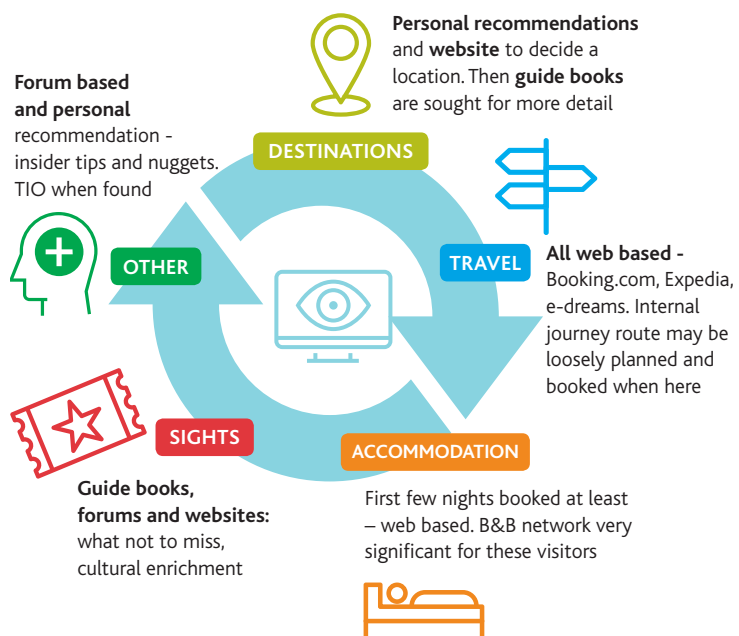 Personal recommendations
and website to decide a
location. Then guide books
are sought for more detail
DESTINATIONS
TRAVEL
All web based -
Booking.com, Expedia,
e-dreams. Internal
journey route may be
loosely planned and
booked when here
ACCOMMODATION
First few nights booked at least
– web based. B&B network very
significant for these visitors
SIGHTS
Guide books,
forums and websites:
what not to miss,
cultural enrichment
OTHER
Forum based
and personal
recommendation -
insider tips and nuggets.
TIO when found